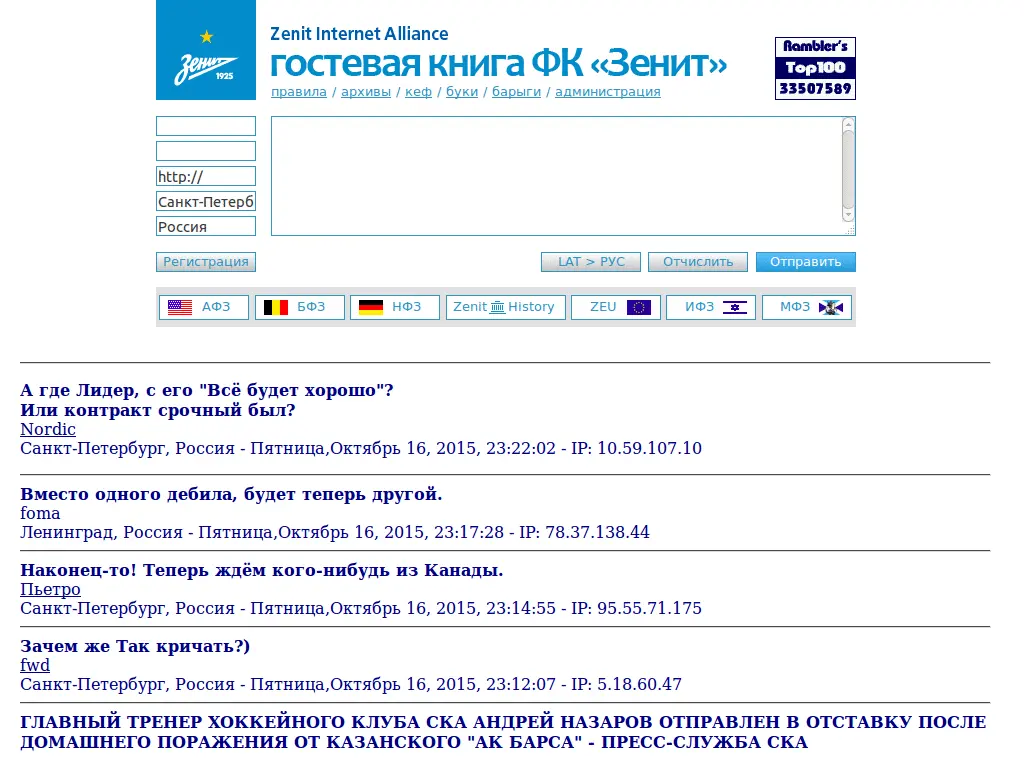 Зенит
1925
Zenit Internet Alliance
гостевая книга ФК «Зенит»
правила / архивы / кеф / буки / барыги / администрация
Rambler's
Top100
33507589
http://
Санкт-Петерб
Россия
Регистрация
LAT > РУС
Отчислить
Отправить
АФЗ
БФЗ
НФЗ
Zenit History
ZEU
ИФЗ
МФЗ
А где Лидер, с его "Всё будет хорошо"?
Или контракт срочный был?
Nordic
Санкт-Петербург, Россия - Пятница,Октябрь 16, 2015, 23:22:02 - IP: 10.59.107.10
Вместо одного дебила, будет теперь другой.
foma
Ленинград, Россия - Пятница,Октябрь 16, 2015, 23:17:28 - IP: 78.37.138.44
Наконец-то! Теперь ждём кого-нибудь из Канады.
Пьетро
Санкт-Петербург, Россия - Пятница,Октябрь 16, 2015, 23:14:55 - IP: 95.55.71.175
Зачем же Так кричать?)
fwd
Санкт-Петербург, Россия - Пятница,Октябрь 16, 2015, 23:12:07 - IP: 5.18.60.47
ГЛАВНЫЙ ТРЕНЕР ХОККЕЙНОГО КЛУБА СКА АНДРЕЙ НАЗАРОВ ОТПРАВЛЕН В ОТСТАВКУ ПОСЛЕ
ДОМАШНЕГО ПОРАЖЕНИЯ ОТ КАЗАНСКОГО "АК БАРСА" - ПРЕСС-СЛУЖБА СКА